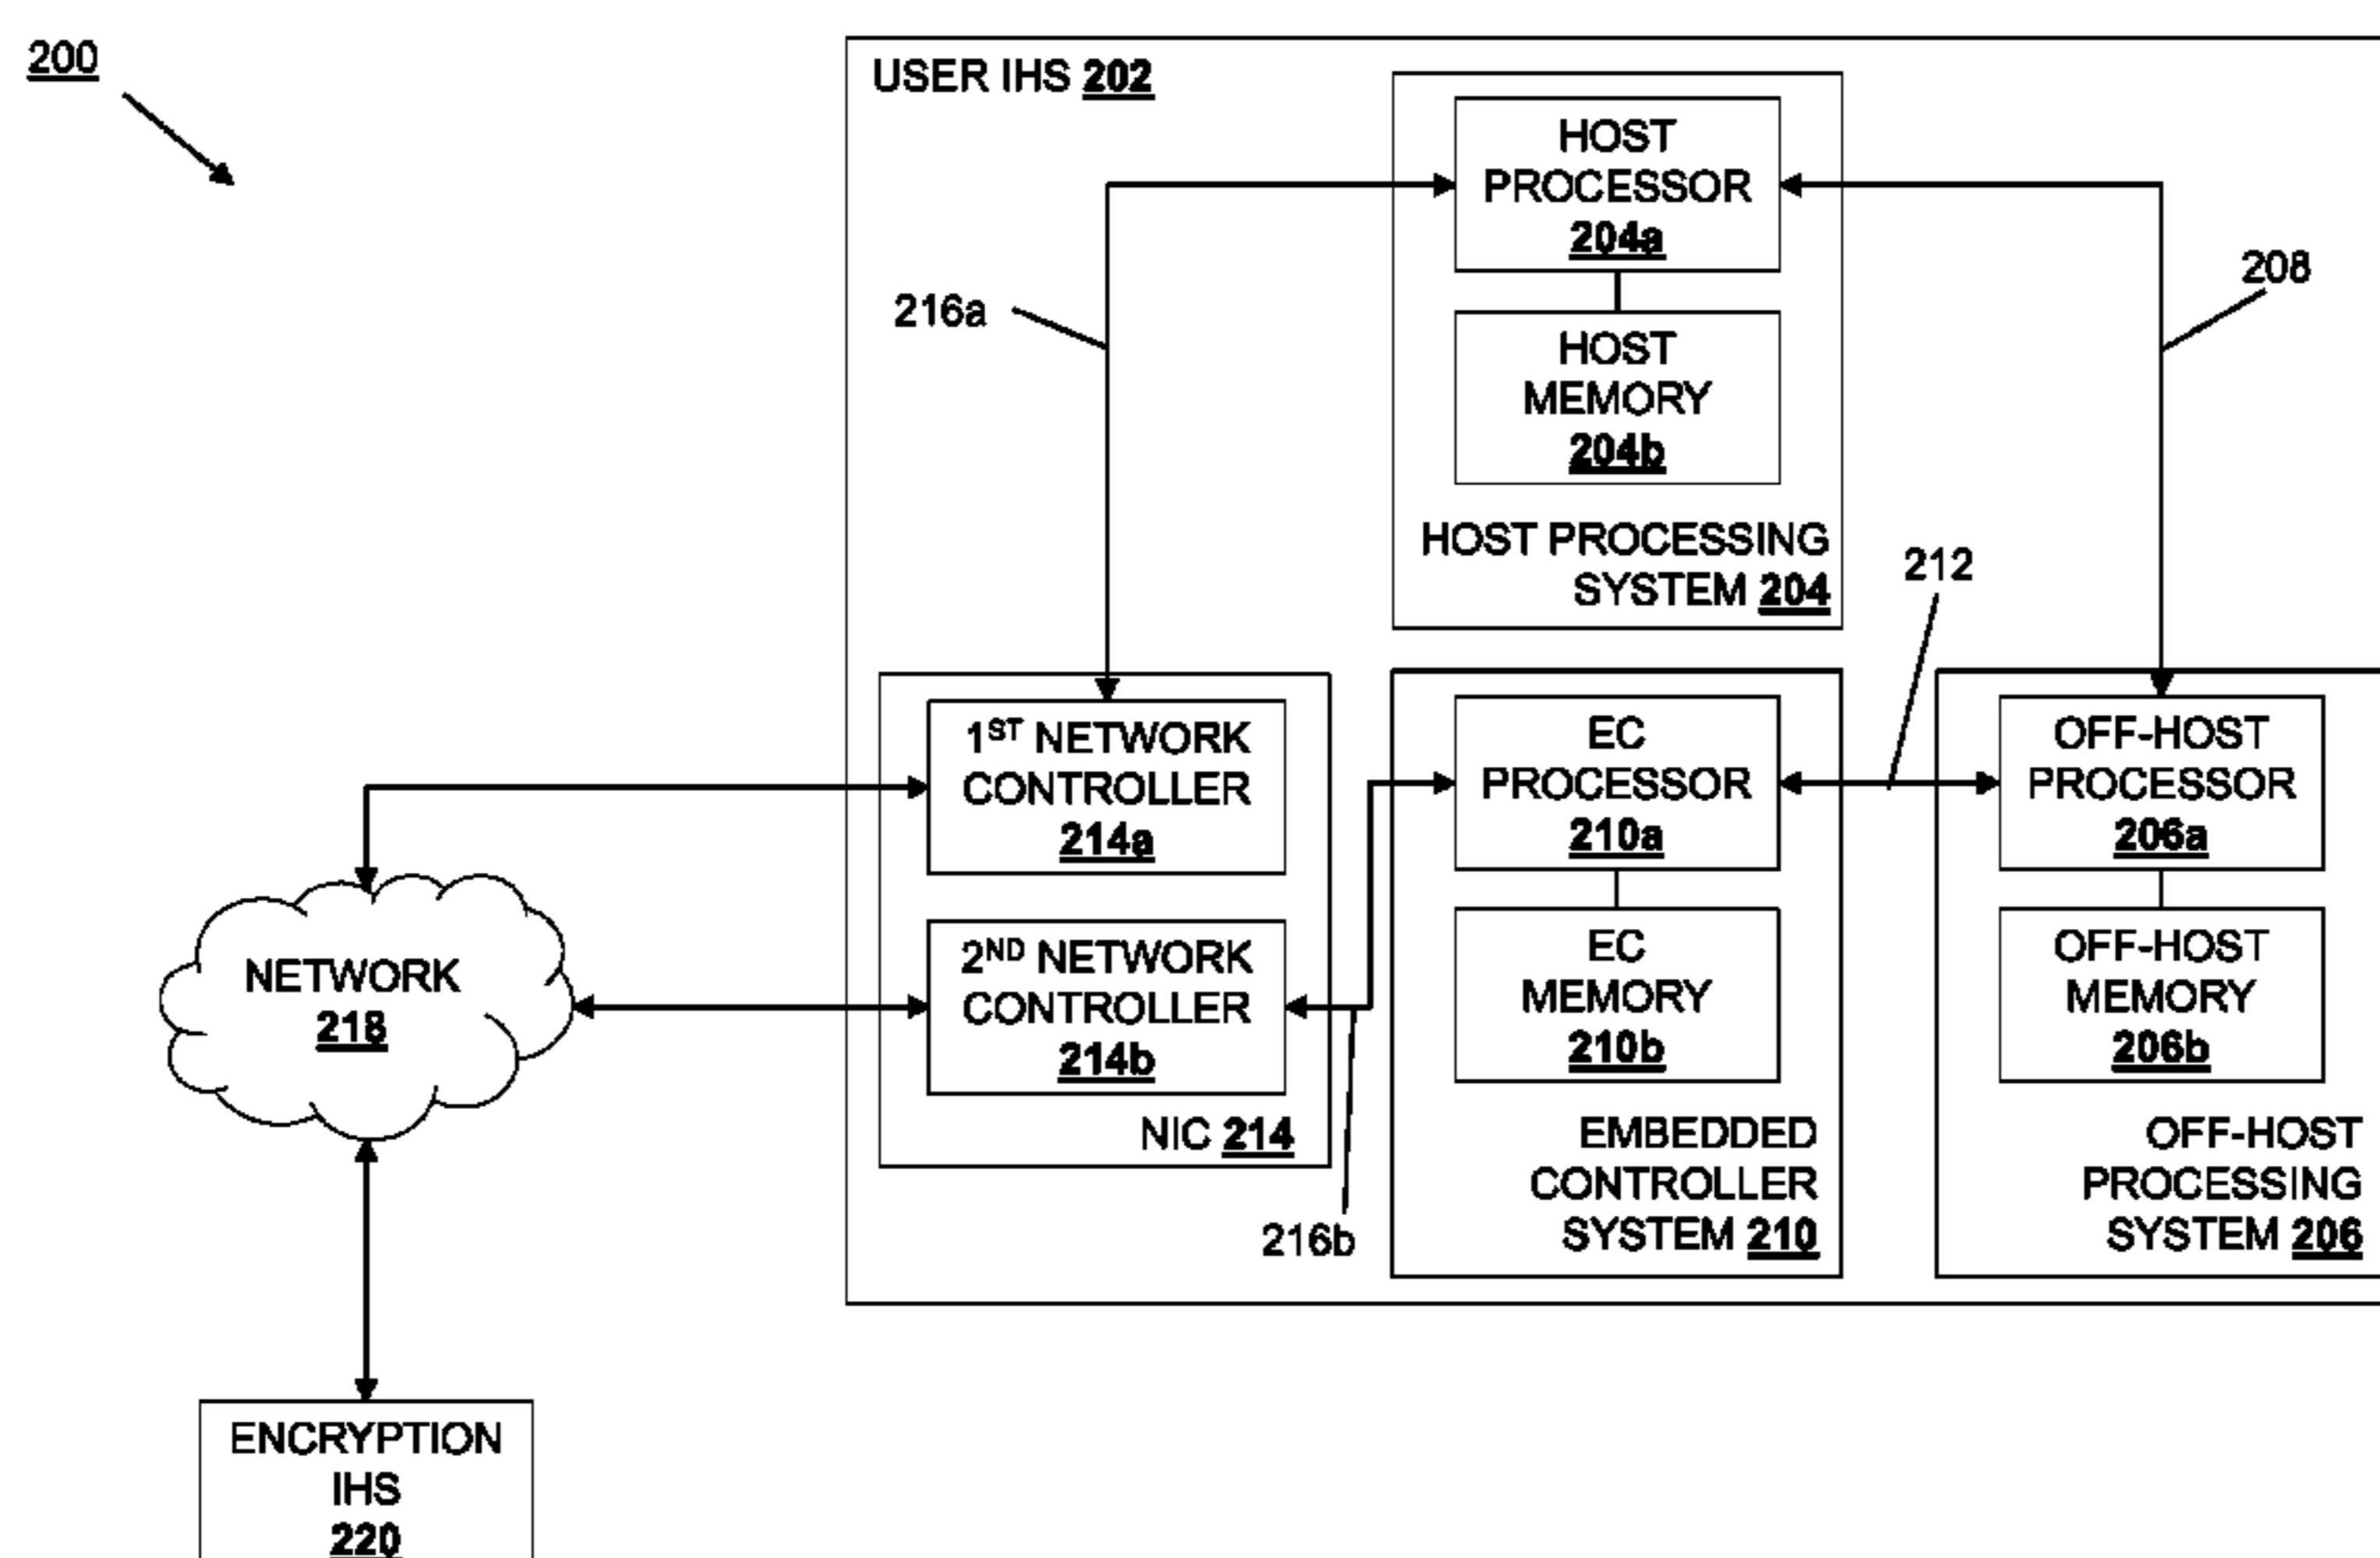 200
USER IHS 202
HOST
PROCESSOR
204a
216a
208
HOST
MEMORY
204b
HOST PROCESSING
SYSTEM 204
212
1ST NETWORK
CONTROLLER
214a
EC
PROCESSOR
210a
OFF-HOST
PROCESSOR
206a
NETWORK
218
2ND NETWORK
CONTROLLER
214b
EC
MEMORY
210b
OFF-HOST
MEMORY
206b
NIC 214
216b
EMBEDDED
CONTROLLER
SYSTEM 210
OFF-HOST
PROCESSING
SYSTEM 206
ENCRYPTION
IHS
220